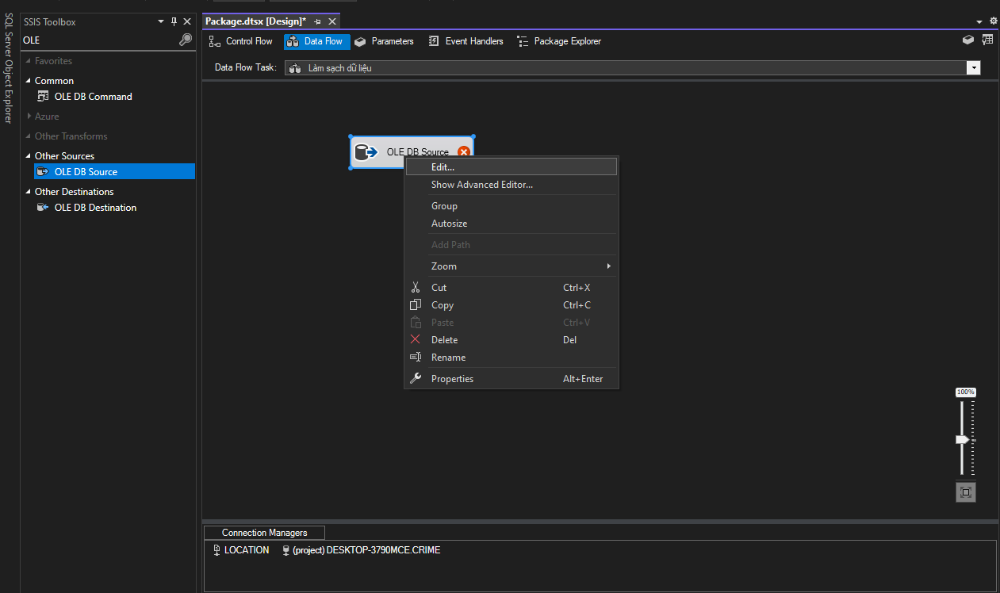 SQL Server Object Explorer
SSIS Toolbox
OLE
Favorites
Common
OLE DB Command
Azure
Other Transforms
Other Sources
OLE DB Source
Other Destinations
OLE DB Destination
Package.dtsx [Design]*
Control Flow Data Flow Parameters Event Handlers Package Explorer
Data Flow Task: Làm sạch dữ liệu
OLE DB Source
Edit...
Show Advanced Editor...
Group
Autosize
Add Path
Zoom
Cut Ctrl+X
Copy Ctrl+C
Paste Ctrl+V
Delete Del
Rename
Properties Alt+Enter
100%
Connection Managers
LOCATION (project) DESKTOP-3790MCE.CRIME